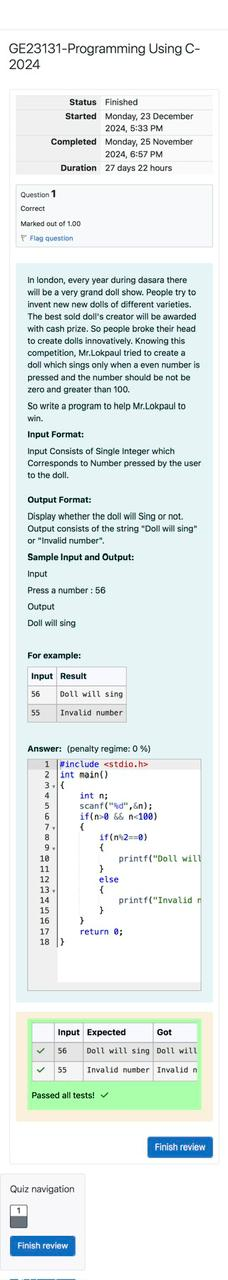 GE23131-Programming Using C-
2024
Status Finished
Started Monday, 23 December
2024, 5:33 PM
Completed Monday, 25 November
2024, 6:57 PM
Duration 27 days 22 hours
Question 1
Correct
Marked out of 1.00
Flag question
In london, every year during dasara there
will be a very grand doll show. People try to
invent new new dolls of different varieties.
The best sold doll's creator will be awarded
with cash prize. So people broke their head
to create dolls innovatively. Knowing this
competition, Mr.Lokpaul tried to create a
doll which sings only when a even number is
pressed and the number should be not be
zero and greater than 100.
So write a program to help Mr.Lokpaul to
win.
Input Format:
Input Consists of Single Integer which
Corresponds to Number pressed by the user
to the doll.
Output Format:
Display whether the doll will Sing or not.
Output consists of the string "Doll will sing"
or "Invalid number".
Sample Input and Output:
Input
Press a number : 56
Output
Doll will sing
For example:
Input Result
56 Doll will sing
55 Invalid number
Answer: (penalty regime: 0 %)
1 #include <stdio.h>
2 int main()
3 {
4 int n;
5 scanf("%d",&n);
6 if(n>0 && n<100)
7 {
8 if(n%2==0)
9 {
10 printf("Doll will
11 }
12 else
13 {
14 printf("Invalid n
15 }
16 }
17 return 0;
18 }
Input Expected Got
56 Doll will sing Doll will
55 Invalid number Invalid n
Passed all tests!
Finish review
Quiz navigation
1
Finish review